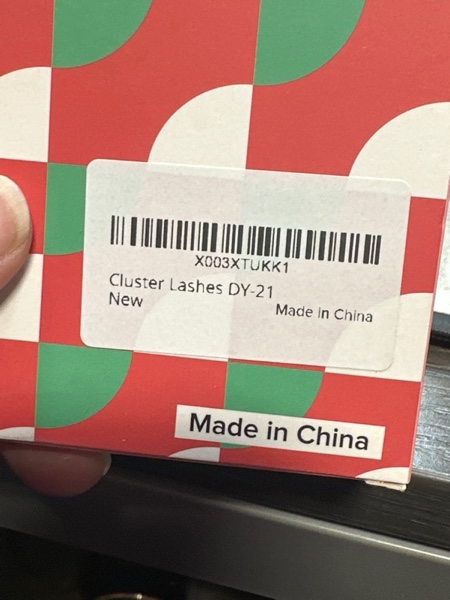 X003XTUKK1
Cluster Lashes DY-21
New
Made in China
Made in China